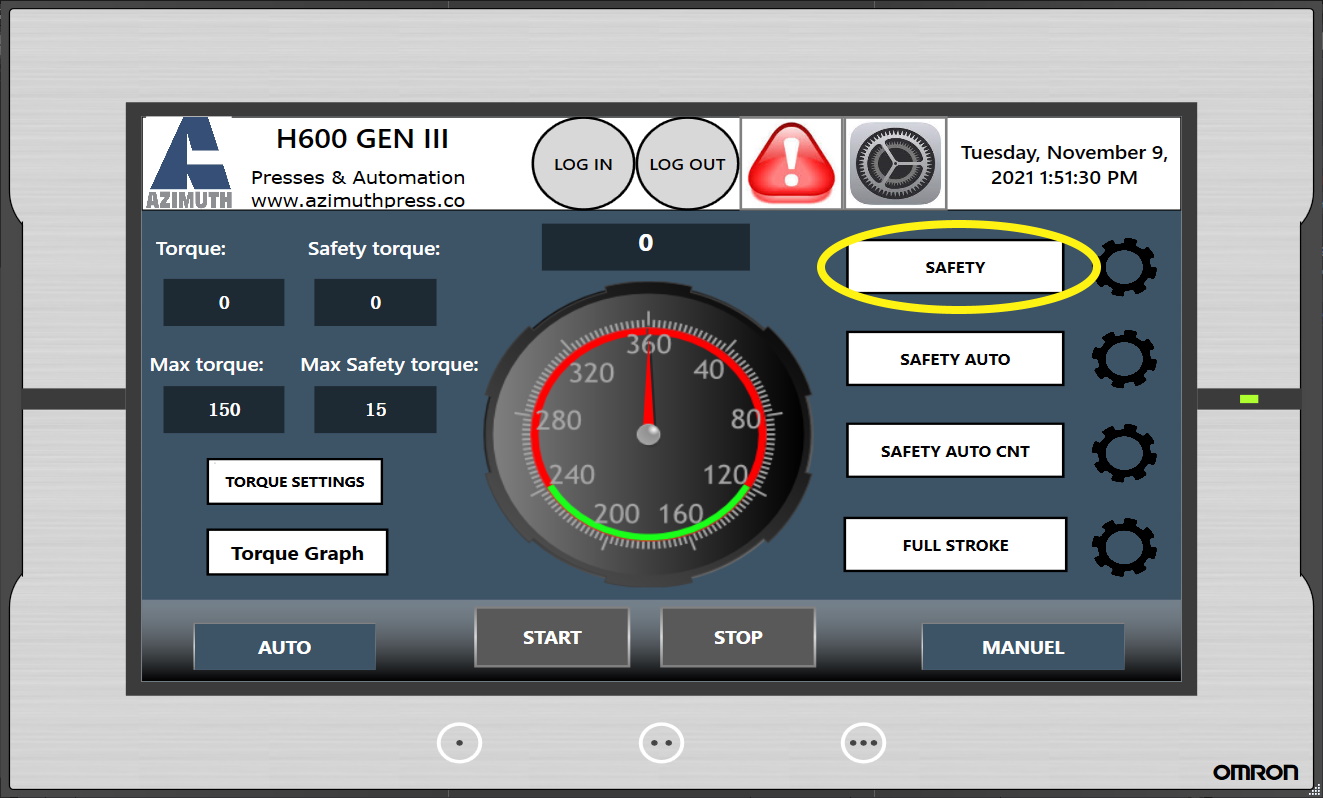 H600 GEN III
Presses & Automation
www.azimuthpress.co
AZIMUTH
LOG IN
LOG OUT
!
Tuesday, November 9,
2021 1:51:30 PM
Torque:
Safety torque:
0
0
Max torque:
Max Safety torque:
150
15
TORQUE SETTINGS
Torque Graph
0
360
40
80
120
160
200
240
280
320
SAFETY
SAFETY AUTO
SAFETY AUTO CNT
FULL STROKE
AUTO
START
STOP
MANUEL
OMRON